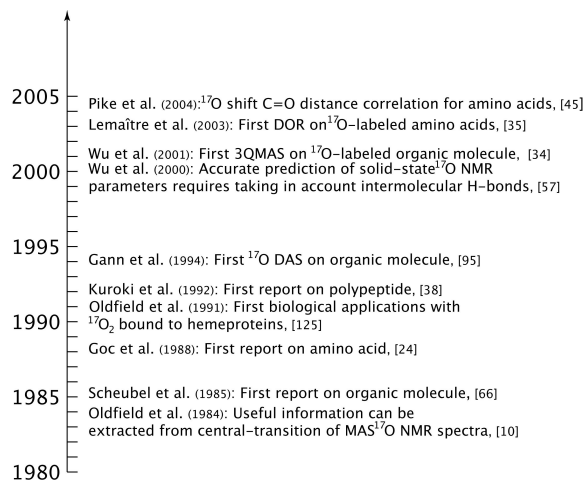 2005
Pike et al. (2004):¹⁷O shift C=O distance correlation for amino acids, [45]
Lemaître et al. (2003): First DOR on¹⁷O-labeled amino acids, [35]
Wu et al. (2001): First 3QMAS on ¹⁷O-labeled organic molecule, [34]
2000
Wu et al. (2000): Accurate prediction of solid-state¹⁷O NMR
parameters requires taking in account intermolecular H-bonds, [57]
1995
Gann et al. (1994): First ¹⁷O DAS on organic molecule, [95]
Kuroki et al. (1992): First report on polypeptide, [38]
Oldfield et al. (1991): First biological applications with
1990
¹⁷O₂ bound to hemeproteins, [125]
Goc et al. (1988): First report on amino acid, [24]
1985
Scheubel et al. (1985): First report on organic molecule, [66]
Oldfield et al. (1984): Useful information can be
extracted from central-transition of MAS¹⁷O NMR spectra, [10]
1980